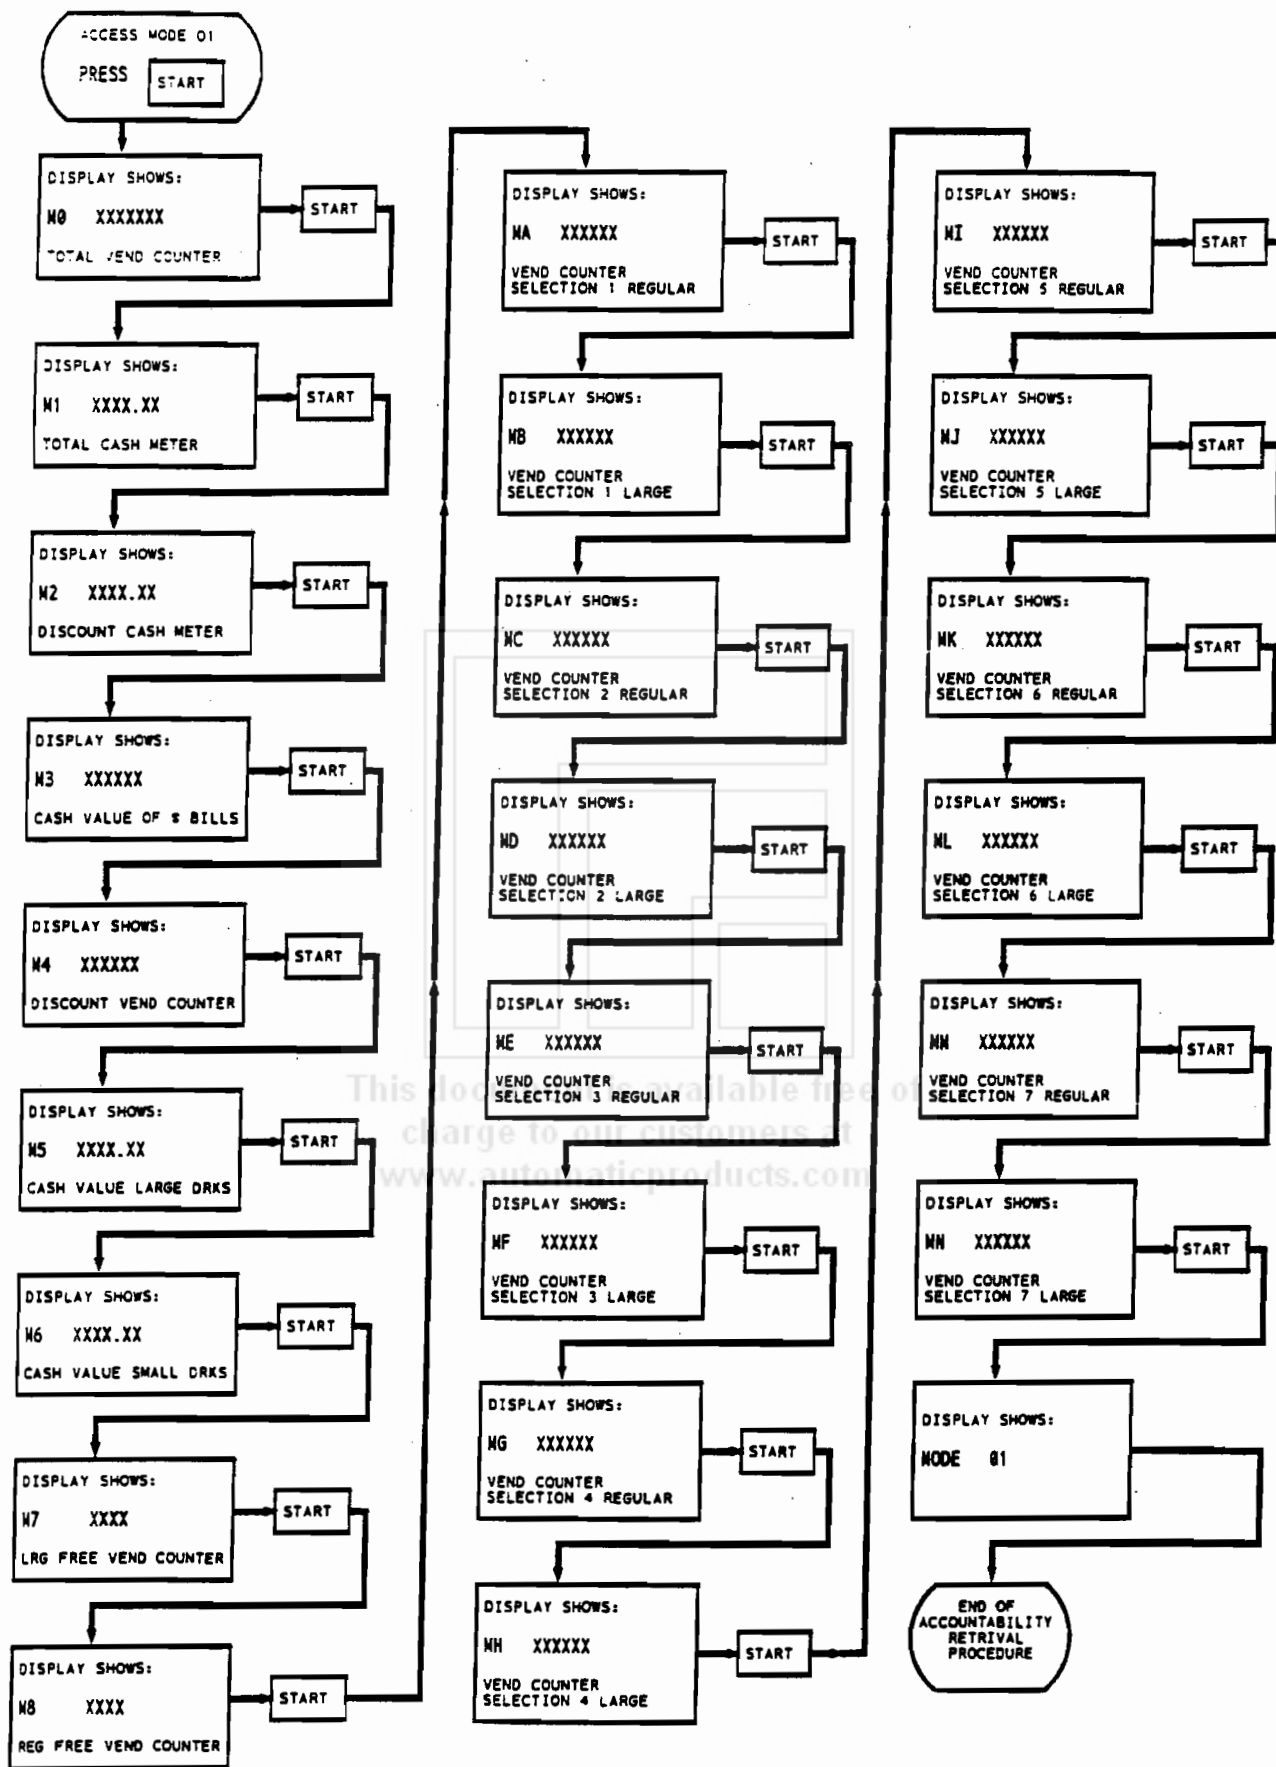 ACCESS MODE 01
PRESS START
DISPLAY SHOWS:
M0 XXXXXXX
TOTAL VEND COUNTER
START
DISPLAY SHOWS:
M1 XXXX.XX
TOTAL CASH METER
START
DISPLAY SHOWS:
M2 XXXX.XX
DISCOUNT CASH METER
START
DISPLAY SHOWS:
M3 XXXXXX
CASH VALUE OF $ BILLS
START
DISPLAY SHOWS:
M4 XXXXXX
DISCOUNT VEND COUNTER
START
DISPLAY SHOWS:
M5 XXXX.XX
CASH VALUE LARGE DRKS
START
DISPLAY SHOWS:
M6 XXXX.XX
CASH VALUE SMALL DRKS
START
DISPLAY SHOWS:
M7 XXXX
LRG FREE VEND COUNTER
START
DISPLAY SHOWS:
M8 XXXX
REG FREE VEND COUNTER
START
DISPLAY SHOWS:
MA XXXXXX
VEND COUNTER
SELECTION 1 REGULAR
START
DISPLAY SHOWS:
MB XXXXXX
VEND COUNTER
SELECTION 1 LARGE
START
DISPLAY SHOWS:
MC XXXXXX
VEND COUNTER
SELECTION 2 REGULAR
START
DISPLAY SHOWS:
MD XXXXXX
VEND COUNTER
SELECTION 2 LARGE
START
DISPLAY SHOWS:
ME XXXXXX
VEND COUNTER
SELECTION 3 REGULAR
START
DISPLAY SHOWS:
MF XXXXXX
VEND COUNTER
SELECTION 3 LARGE
START
DISPLAY SHOWS:
MG XXXXXX
VEND COUNTER
SELECTION 4 REGULAR
START
DISPLAY SHOWS:
MH XXXXXX
VEND COUNTER
SELECTION 4 LARGE
START
DISPLAY SHOWS:
MI XXXXXX
VEND COUNTER
SELECTION 5 REGULAR
START
DISPLAY SHOWS:
MJ XXXXXX
VEND COUNTER
SELECTION 5 LARGE
START
DISPLAY SHOWS:
MK XXXXXX
VEND COUNTER
SELECTION 6 REGULAR
START
DISPLAY SHOWS:
ML XXXXXX
VEND COUNTER
SELECTION 6 LARGE
START
DISPLAY SHOWS:
MM XXXXXX
VEND COUNTER
SELECTION 7 REGULAR
START
DISPLAY SHOWS:
MN XXXXXX
VEND COUNTER
SELECTION 7 LARGE
START
DISPLAY SHOWS:
MODE 01
END OF
ACCOUNTABILITY
RETRIVAL
PROCEDURE
This document is available free of
charge to our customers at
www.automaticproducts.com